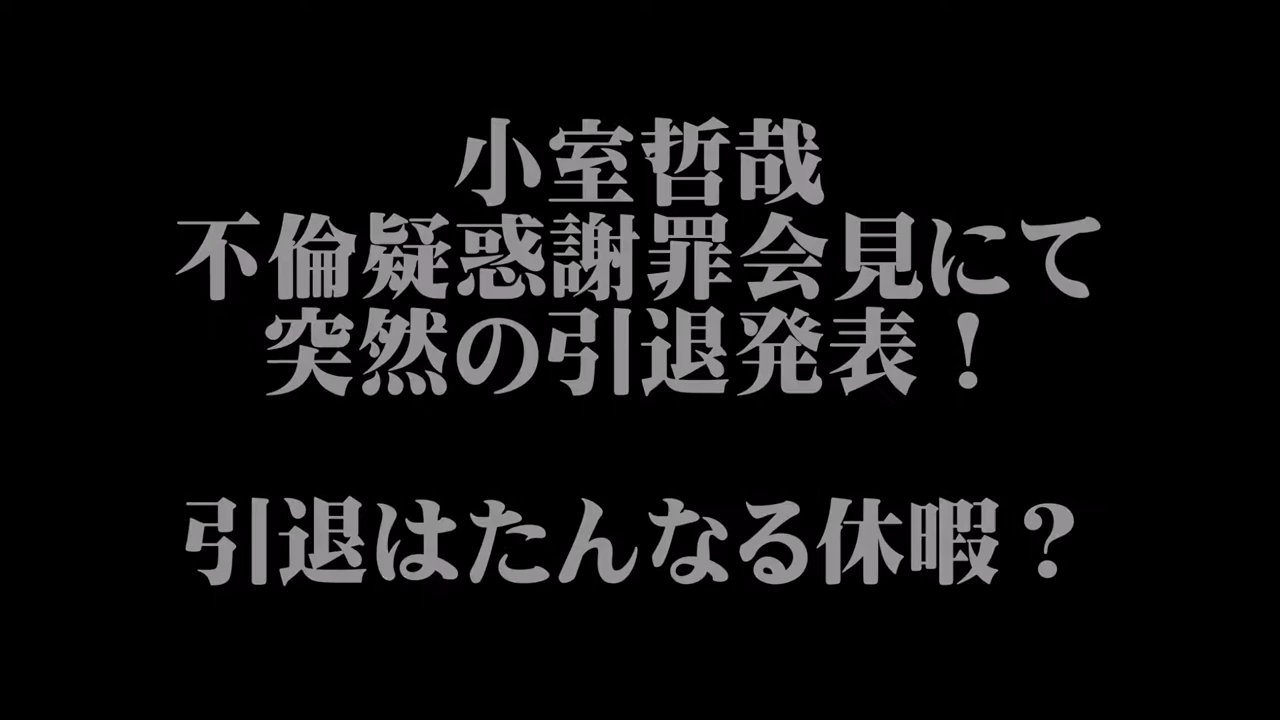 小室哲哉
不倫疑惑謝罪会見にて
突然の引退発表！
引退はたんなる休暇？